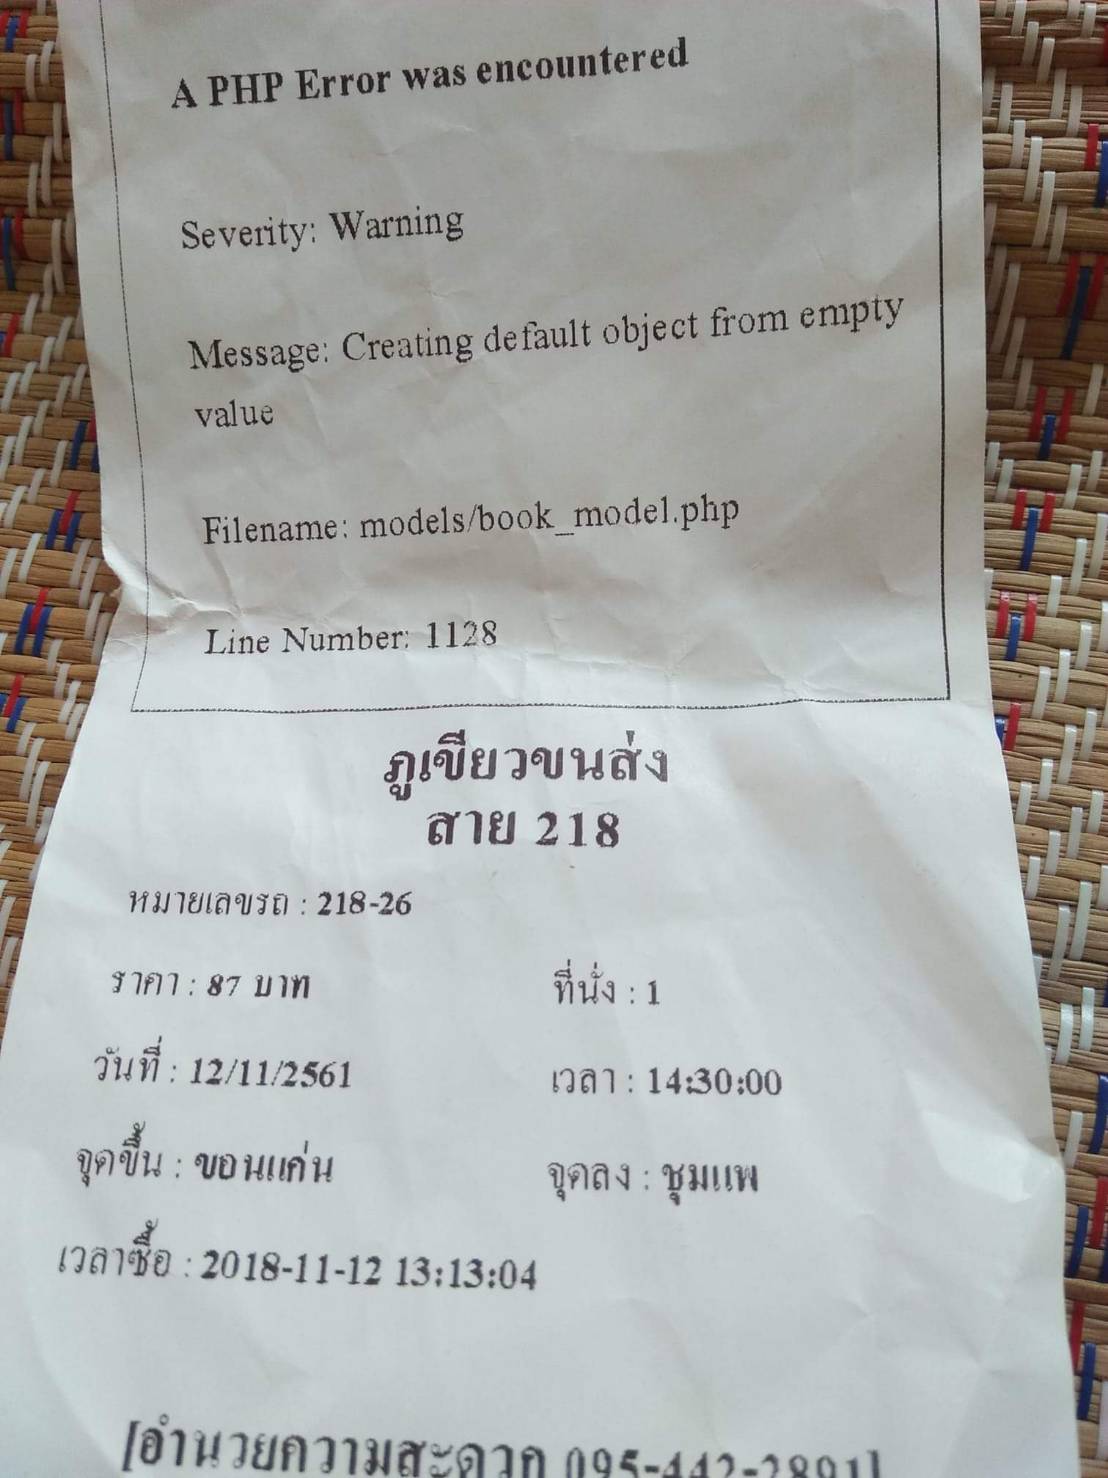 A PHP Error was encountered
Severity: Warning
Message: Creating default object from empty
value
Filename: models/book_model.php
Line Number: 1128
ภูเขียวขนส่ง
สาย 218
หมายเลขรถ : 218-26
ราคา : 87 บาท ที่นั่ง : 1
วันที่ : 12/11/2561 เวลา : 14:30:00
จุดขึ้น : ขอนแก่น จุดลง : ชุมแพ
เวลาซื้อ : 2018-11-12 13:13:04
[อำนวยความสะดวก 095-442-2891]